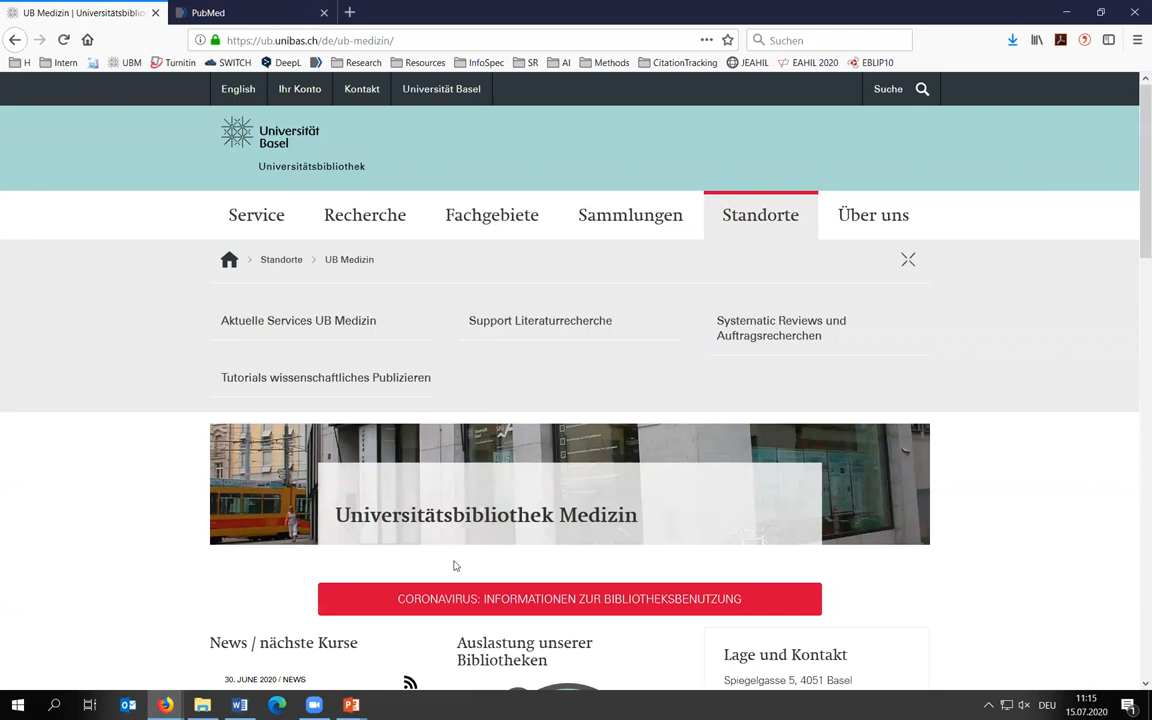 UB Medizin | Universitätsbiblio
PubMed
https://ub.unibas.ch/de/ub-medizin/
Suchen
H
Intern
UBM
Turnitin
SWITCH
DeepL
Research
Resources
InfoSpec
SR
AI
Methods
CitationTracking
JEAHIL
EAHIL 2020
EBLIP10
English
Ihr Konto
Kontakt
Universität Basel
Suche
Universität
Basel
Universitätsbibliothek
Service
Recherche
Fachgebiete
Sammlungen
Standorte
Über uns
Standorte
UB Medizin
Aktuelle Services UB Medizin
Support Literaturrecherche
Systematic Reviews und
Auftragsrecherchen
Tutorials wissenschaftliches Publizieren
Universitätsbibliothek Medizin
CORONAVIRUS: INFORMATIONEN ZUR BIBLIOTHEKSBENUTZUNG
News / nächste Kurse
Auslastung unserer
Bibliotheken
Lage und Kontakt
30. JUNE 2020 / NEWS
Spiegelgasse 5, 4051 Basel
DEU
11:15
15.07.2020
1